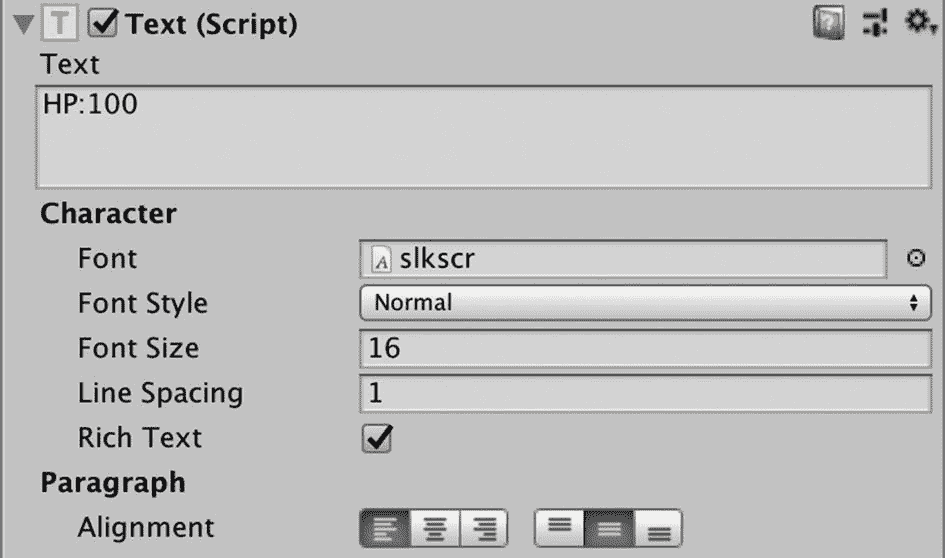 Text (Script)
Text
HP:100
Character
Font slkscr
Font Style Normal
Font Size 16
Line Spacing 1
Rich Text
Paragraph
Alignment